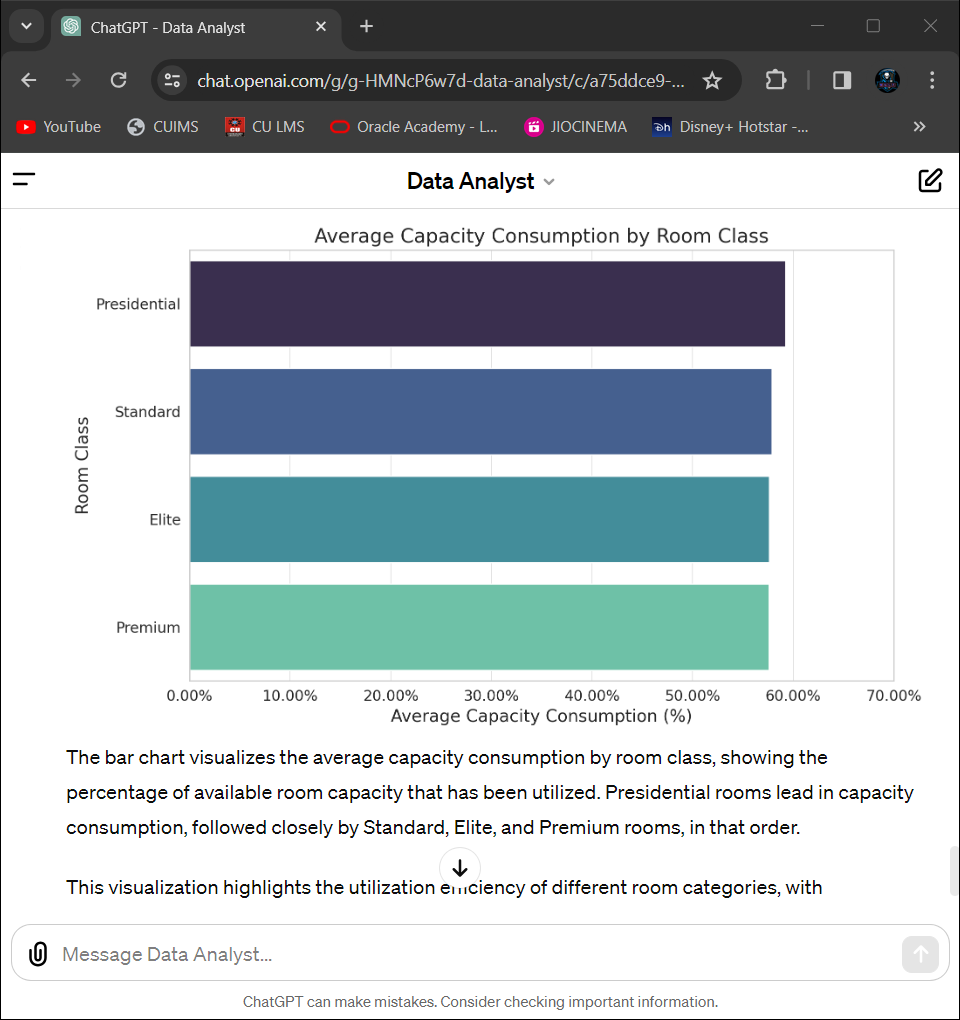 ChatGPT - Data Analyst
chat.openai.com/g/g-HMNcP6w7d-data-analyst/c/a75ddce9-...
YouTube CUIMS CU LMS Oracle Academy - L... JIOCINEMA Disney+ Hotstar -...
Data Analyst
Average Capacity Consumption by Room Class
Presidential
Standard
Elite
Premium
Room Class
0.00% 10.00% 20.00% 30.00% 40.00% 50.00% 60.00% 70.00%
Average Capacity Consumption (%)
The bar chart visualizes the average capacity consumption by room class, showing the
percentage of available room capacity that has been utilized. Presidential rooms lead in capacity
consumption, followed closely by Standard, Elite, and Premium rooms, in that order.
This visualization highlights the utilization efficiency of different room categories, with
Message Data Analyst...
ChatGPT can make mistakes. Consider checking important information.